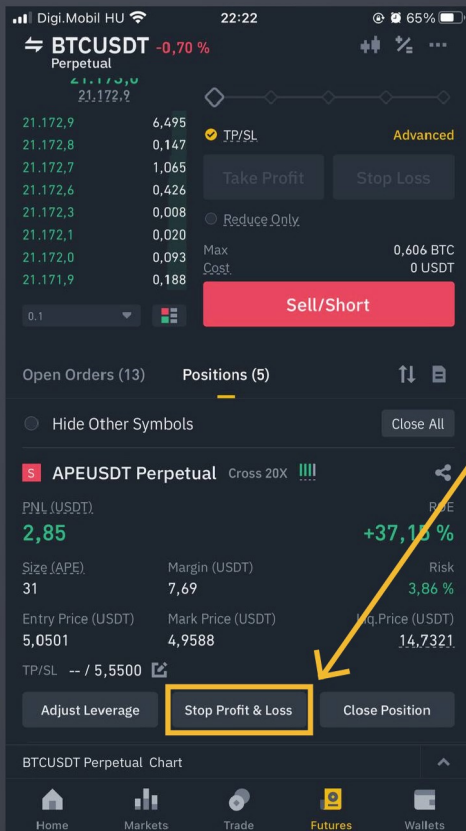 Digi.Mobil HU 22:22 65%
BTCUSDT -0,70 %
Perpetual
21.172,9
21.172,9 6,495
21.172,8 0,147
21.172,7 1,065
21.172,6 0,426
21.172,3 0,008
21.172,1 0,020
21.172,0 0,093
21.171,9 0,188
0.1
TP/SL Advanced
Take Profit Stop Loss
Reduce Only
Max 0,606 BTC
Cost 0 USDT
Sell/Short
Open Orders (13) Positions (5)
Hide Other Symbols Close All
S APEUSDT Perpetual Cross 20X !!!!
PNL (USDT) ROE
2,85 +37,15 %
Size (APE) Margin (USDT) Risk
31 7,69 3,86 %
Entry Price (USDT) Mark Price (USDT) Liq.Price (USDT)
5,0501 4,9588 14,7321
TP/SL -- / 5,5500
Adjust Leverage Stop Profit & Loss Close Position
BTCUSDT Perpetual Chart
Home Markets Trade Futures Wallets